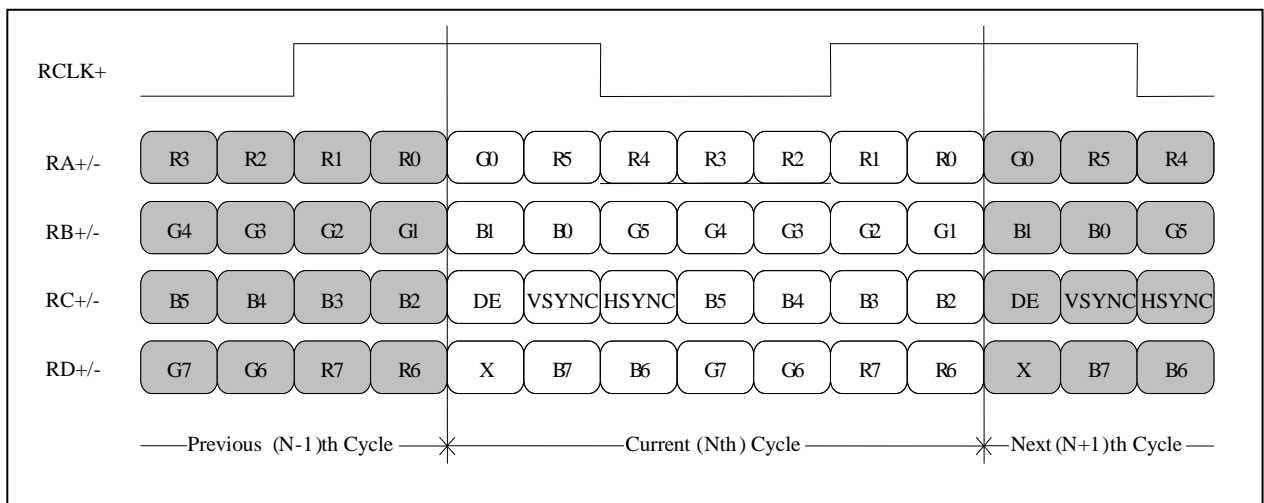 RCLK+
RA+/- R3 R2 R1 R0 G0 R5 R4 R3 R2 R1 R0 G0 R5 R4
RB+/- G4 G3 G2 G1 B1 B0 G5 G4 G3 G2 G1 B1 B0 G5
RC+/- B5 B4 B3 B2 DE VSYNC HSYNC B5 B4 B3 B2 DE VSYNC HSYNC
RD+/- G7 G6 R7 R6 X B7 B6 G7 G6 R7 R6 X B7 B6
Previous (N-1)th Cycle Current (Nth) Cycle Next (N+1)th Cycle